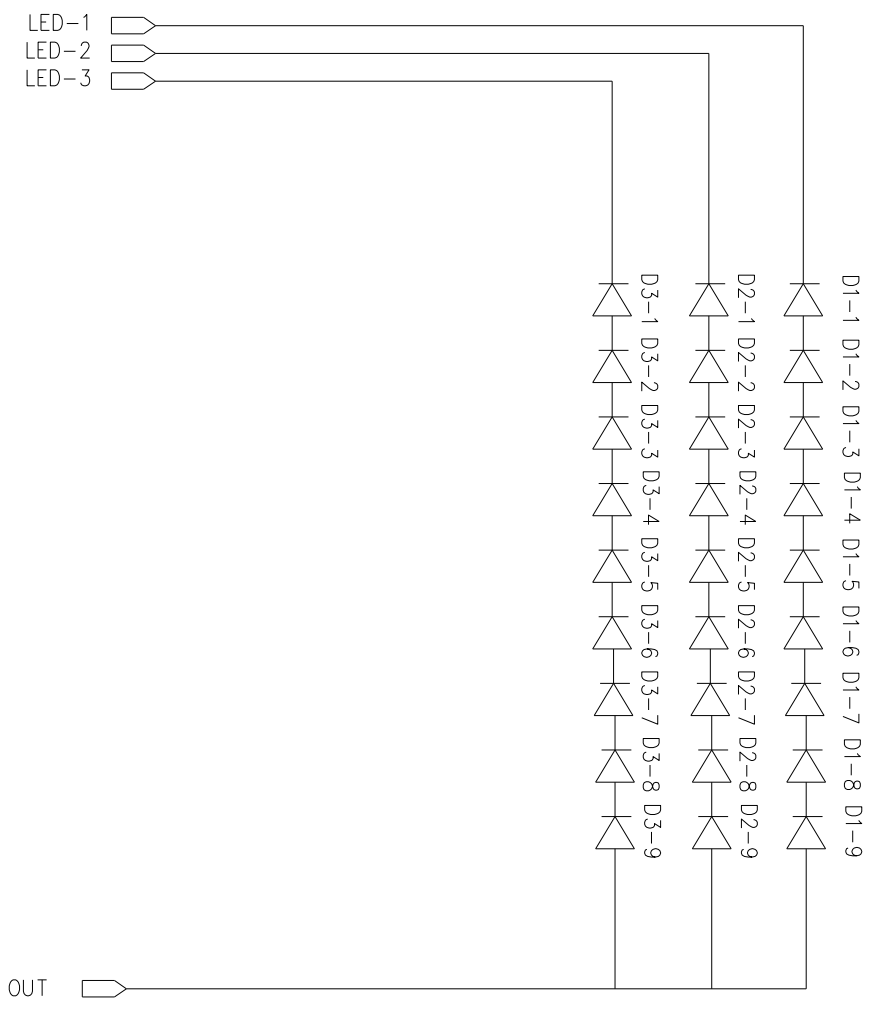 LED-1
LED-2
LED-3
D3-1 D3-2 D3-3 D3-4 D3-5 D3-6 D3-7 D3-8 D3-9
D2-1 D2-2 D2-3 D2-4 D2-5 D2-6 D2-7 D2-8 D2-9
D1-1 D1-2 D1-3 D1-4 D1-5 D1-6 D1-7 D1-8 D1-9
OUT